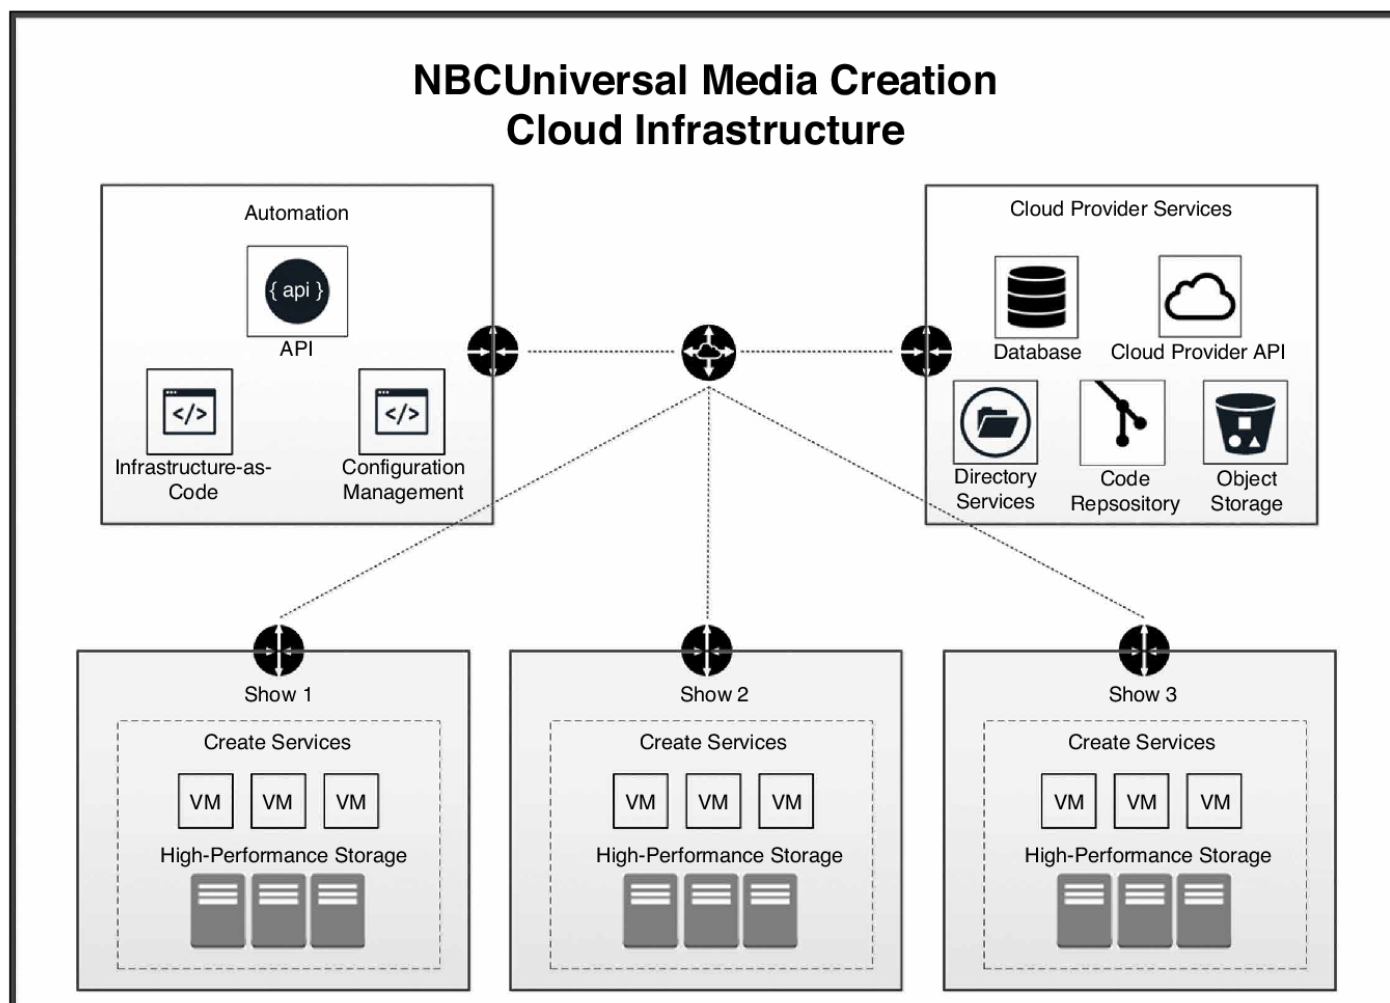 NBCUniversal Media Creation
Cloud Infrastructure
Automation
{ api }
API
</>
Infrastructure-as-
Code
</>
Configuration
Management
Cloud Provider Services
Database
Cloud Provider API
Directory
Services
Code
Repsository
Object
Storage
Show 1
Create Services
VM VM VM
High-Performance Storage
Show 2
Create Services
VM VM VM
High-Performance Storage
Show 3
Create Services
VM VM VM
High-Performance Storage